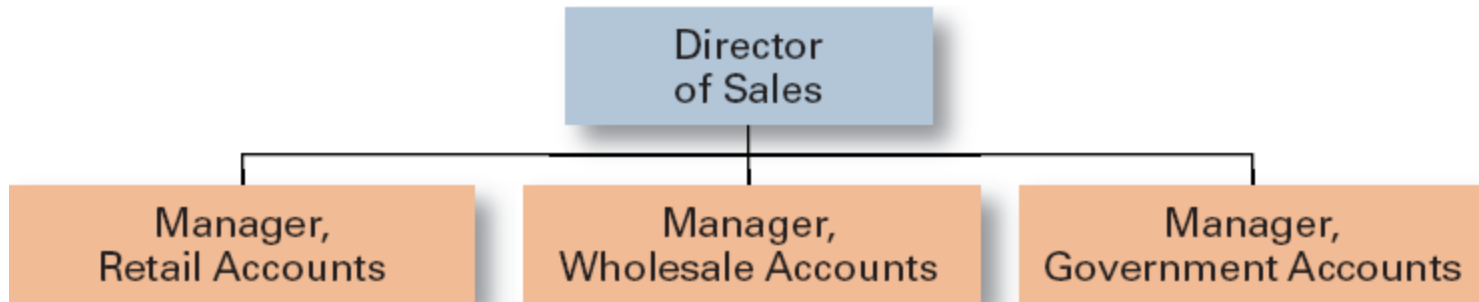 Director
of Sales
Manager,
Retail Accounts
Manager,
Wholesale Accounts
Manager,
Government Accounts